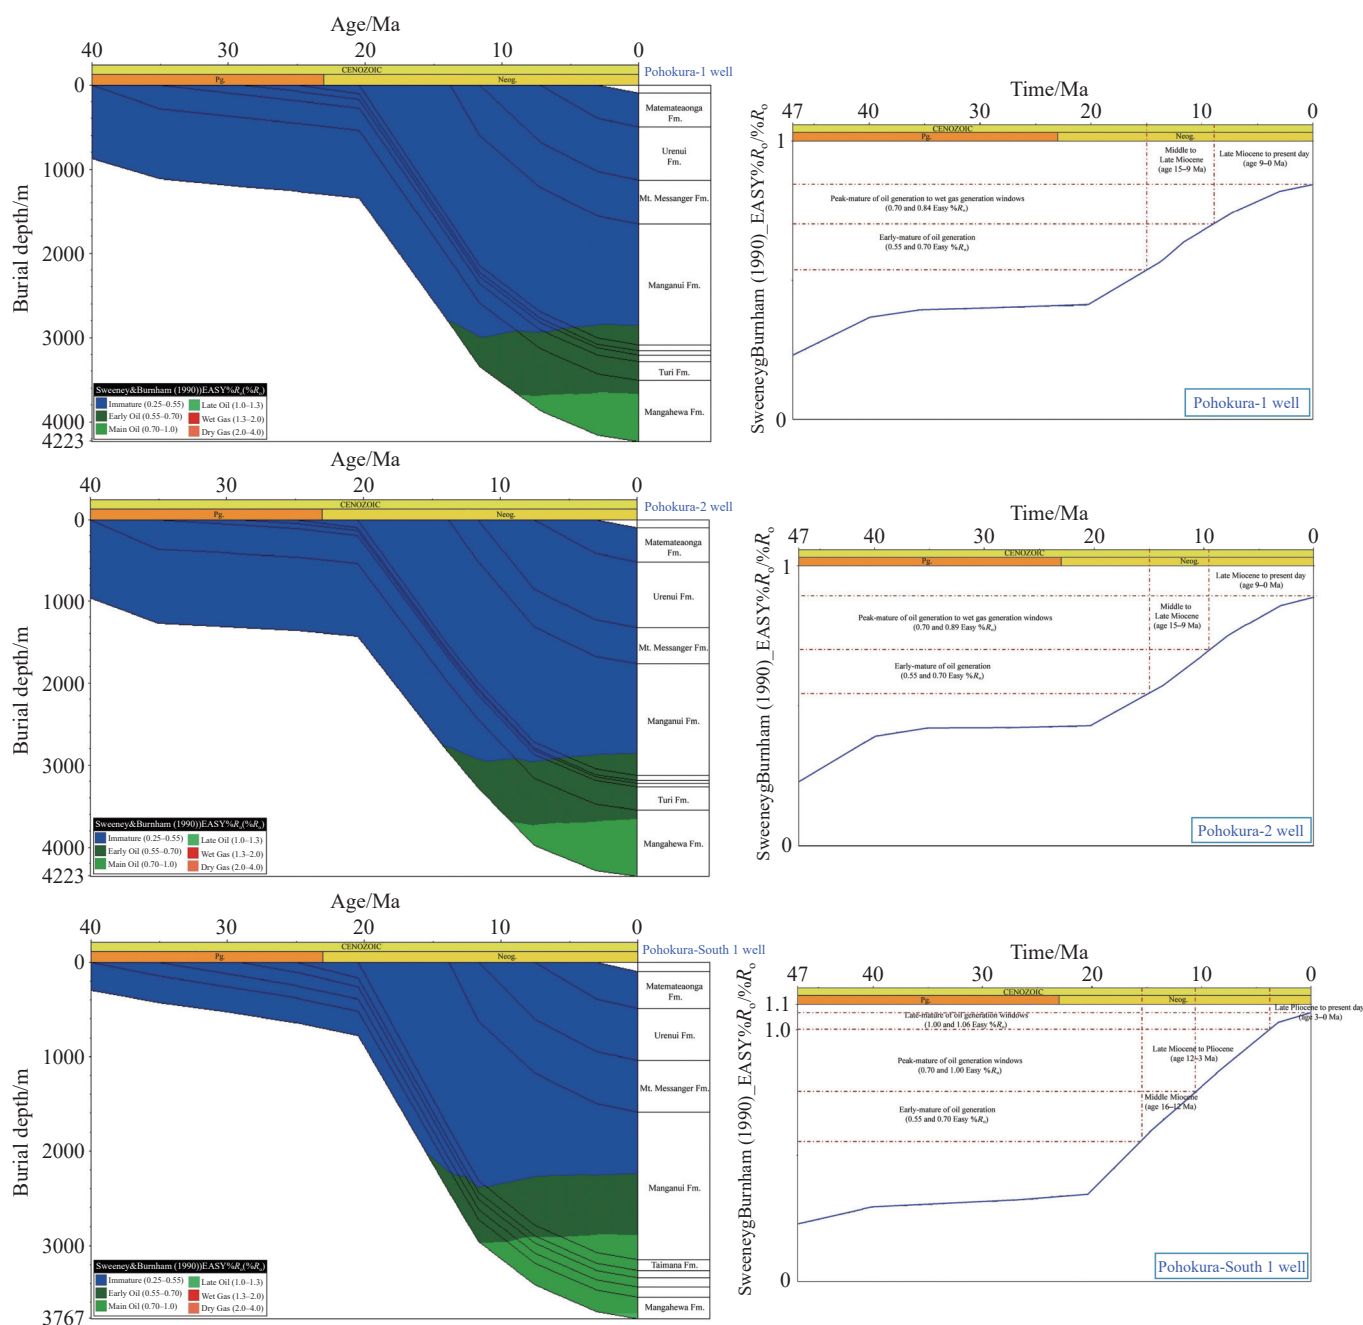 Age/Ma
40 30 20 10 0
CENOZOIC
Pg. Neog.
Pohokura-1 well
Burial depth/m
0
1000
2000
3000
4000
4223
Matemateaonga
Fm.
Urenui
Fm.
Mt. Messanger Fm.
Manganui Fm.
Turi Fm.
Mangahewa Fm.
Sweeney&Burnham (1990))EASY%Ro(%Ro)
Immature (0.25–0.55) Late Oil (1.0–1.3)
Early Oil (0.55–0.70) Wet Gas (1.3–2.0)
Main Oil (0.70–1.0) Dry Gas (2.0–4.0)
Time/Ma
47 40 30 20 10 0
CENOZOIC
Pg. Neog.
SweeneygBurnham (1990)_EASY%Ro/%Ro
1
0
Middle to
Late Miocene
(age 15–9 Ma)
Late Miocene to present day
(age 9–0 Ma)
Peak-mature of oil generation to wet gas generation windows
(0.70 and 0.84 Easy %Ro)
Early-mature of oil generation
(0.55 and 0.70 Easy %Ro)
Pohokura-1 well
Age/Ma
40 30 20 10 0
CENOZOIC
Pg. Neog.
Pohokura-2 well
Burial depth/m
0
1000
2000
3000
4000
4223
Matemateaonga
Fm.
Urenui Fm.
Mt. Messanger Fm.
Manganui Fm.
Turi Fm.
Mangahewa Fm.
Sweeney&Burnham (1990))EASY%Ro(%Ro)
Immature (0.25–0.55) Late Oil (1.0–1.3)
Early Oil (0.55–0.70) Wet Gas (1.3–2.0)
Main Oil (0.70–1.0) Dry Gas (2.0–4.0)
Time/Ma
47 40 30 20 10 0
CENOZOIC
Pg. Neog.
SweeneygBurnham (1990)_EASY%Ro/%Ro
1
0
Late Miocene to present day
(age 9–0 Ma)
Middle to
Late Miocene
(age 15–9 Ma)
Peak-mature of oil generation to wet gas generation windows
(0.70 and 0.89 Easy %Ro)
Early-mature of oil generation
(0.55 and 0.70 Easy %Ro)
Pohokura-2 well
Age/Ma
40 30 20 10 0
CENOZOIC
Pg. Neog.
Pohokura-South 1 well
Burial depth/m
0
1000
2000
3000
3767
Matemateaonga
Fm.
Urenui Fm.
Mt. Messanger Fm.
Manganui Fm.
Taimana Fm.
Mangahewa Fm.
Sweeney&Burnham (1990))EASY%Ro(%Ro)
Immature (0.25–0.55) Late Oil (1.0–1.3)
Early Oil (0.55–0.70) Wet Gas (1.3–2.0)
Main Oil (0.70–1.0) Dry Gas (2.0–4.0)
Time/Ma
47 40 30 20 10 0
CENOZOIC
Pg. Neog.
SweeneygBurnham (1990)_EASY%Ro/%Ro
1.1
1.0
0
Late Pliocene to present day
(age 3–0 Ma)
Late-mature of oil generation windows
(1.00 and 1.06 Easy %Ro)
Late Miocene to Pliocene
(age 12–3 Ma)
Peak-mature of oil generation windows
(0.70 and 1.00 Easy %Ro)
Middle Miocene
(age 16–12 Ma)
Early-mature of oil generation
(0.55 and 0.70 Easy %Ro)
Pohokura-South 1 well